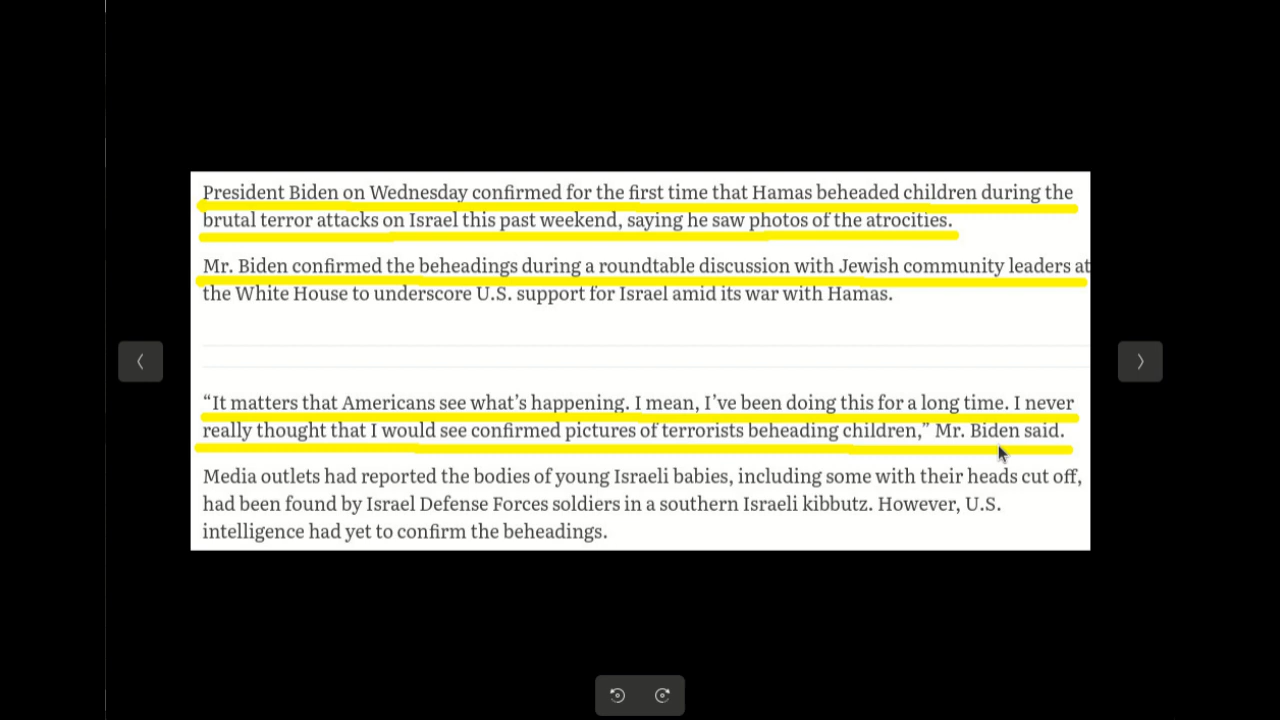 President Biden on Wednesday confirmed for the first time that Hamas beheaded children during the
brutal terror attacks on Israel this past weekend, saying he saw photos of the atrocities.
Mr. Biden confirmed the beheadings during a roundtable discussion with Jewish community leaders at
the White House to underscore U.S. support for Israel amid its war with Hamas.
“It matters that Americans see what’s happening. I mean, I’ve been doing this for a long time. I never
really thought that I would see confirmed pictures of terrorists beheading children,” Mr. Biden said.
Media outlets had reported the bodies of young Israeli babies, including some with their heads cut off,
had been found by Israel Defense Forces soldiers in a southern Israeli kibbutz. However, U.S.
intelligence had yet to confirm the beheadings.